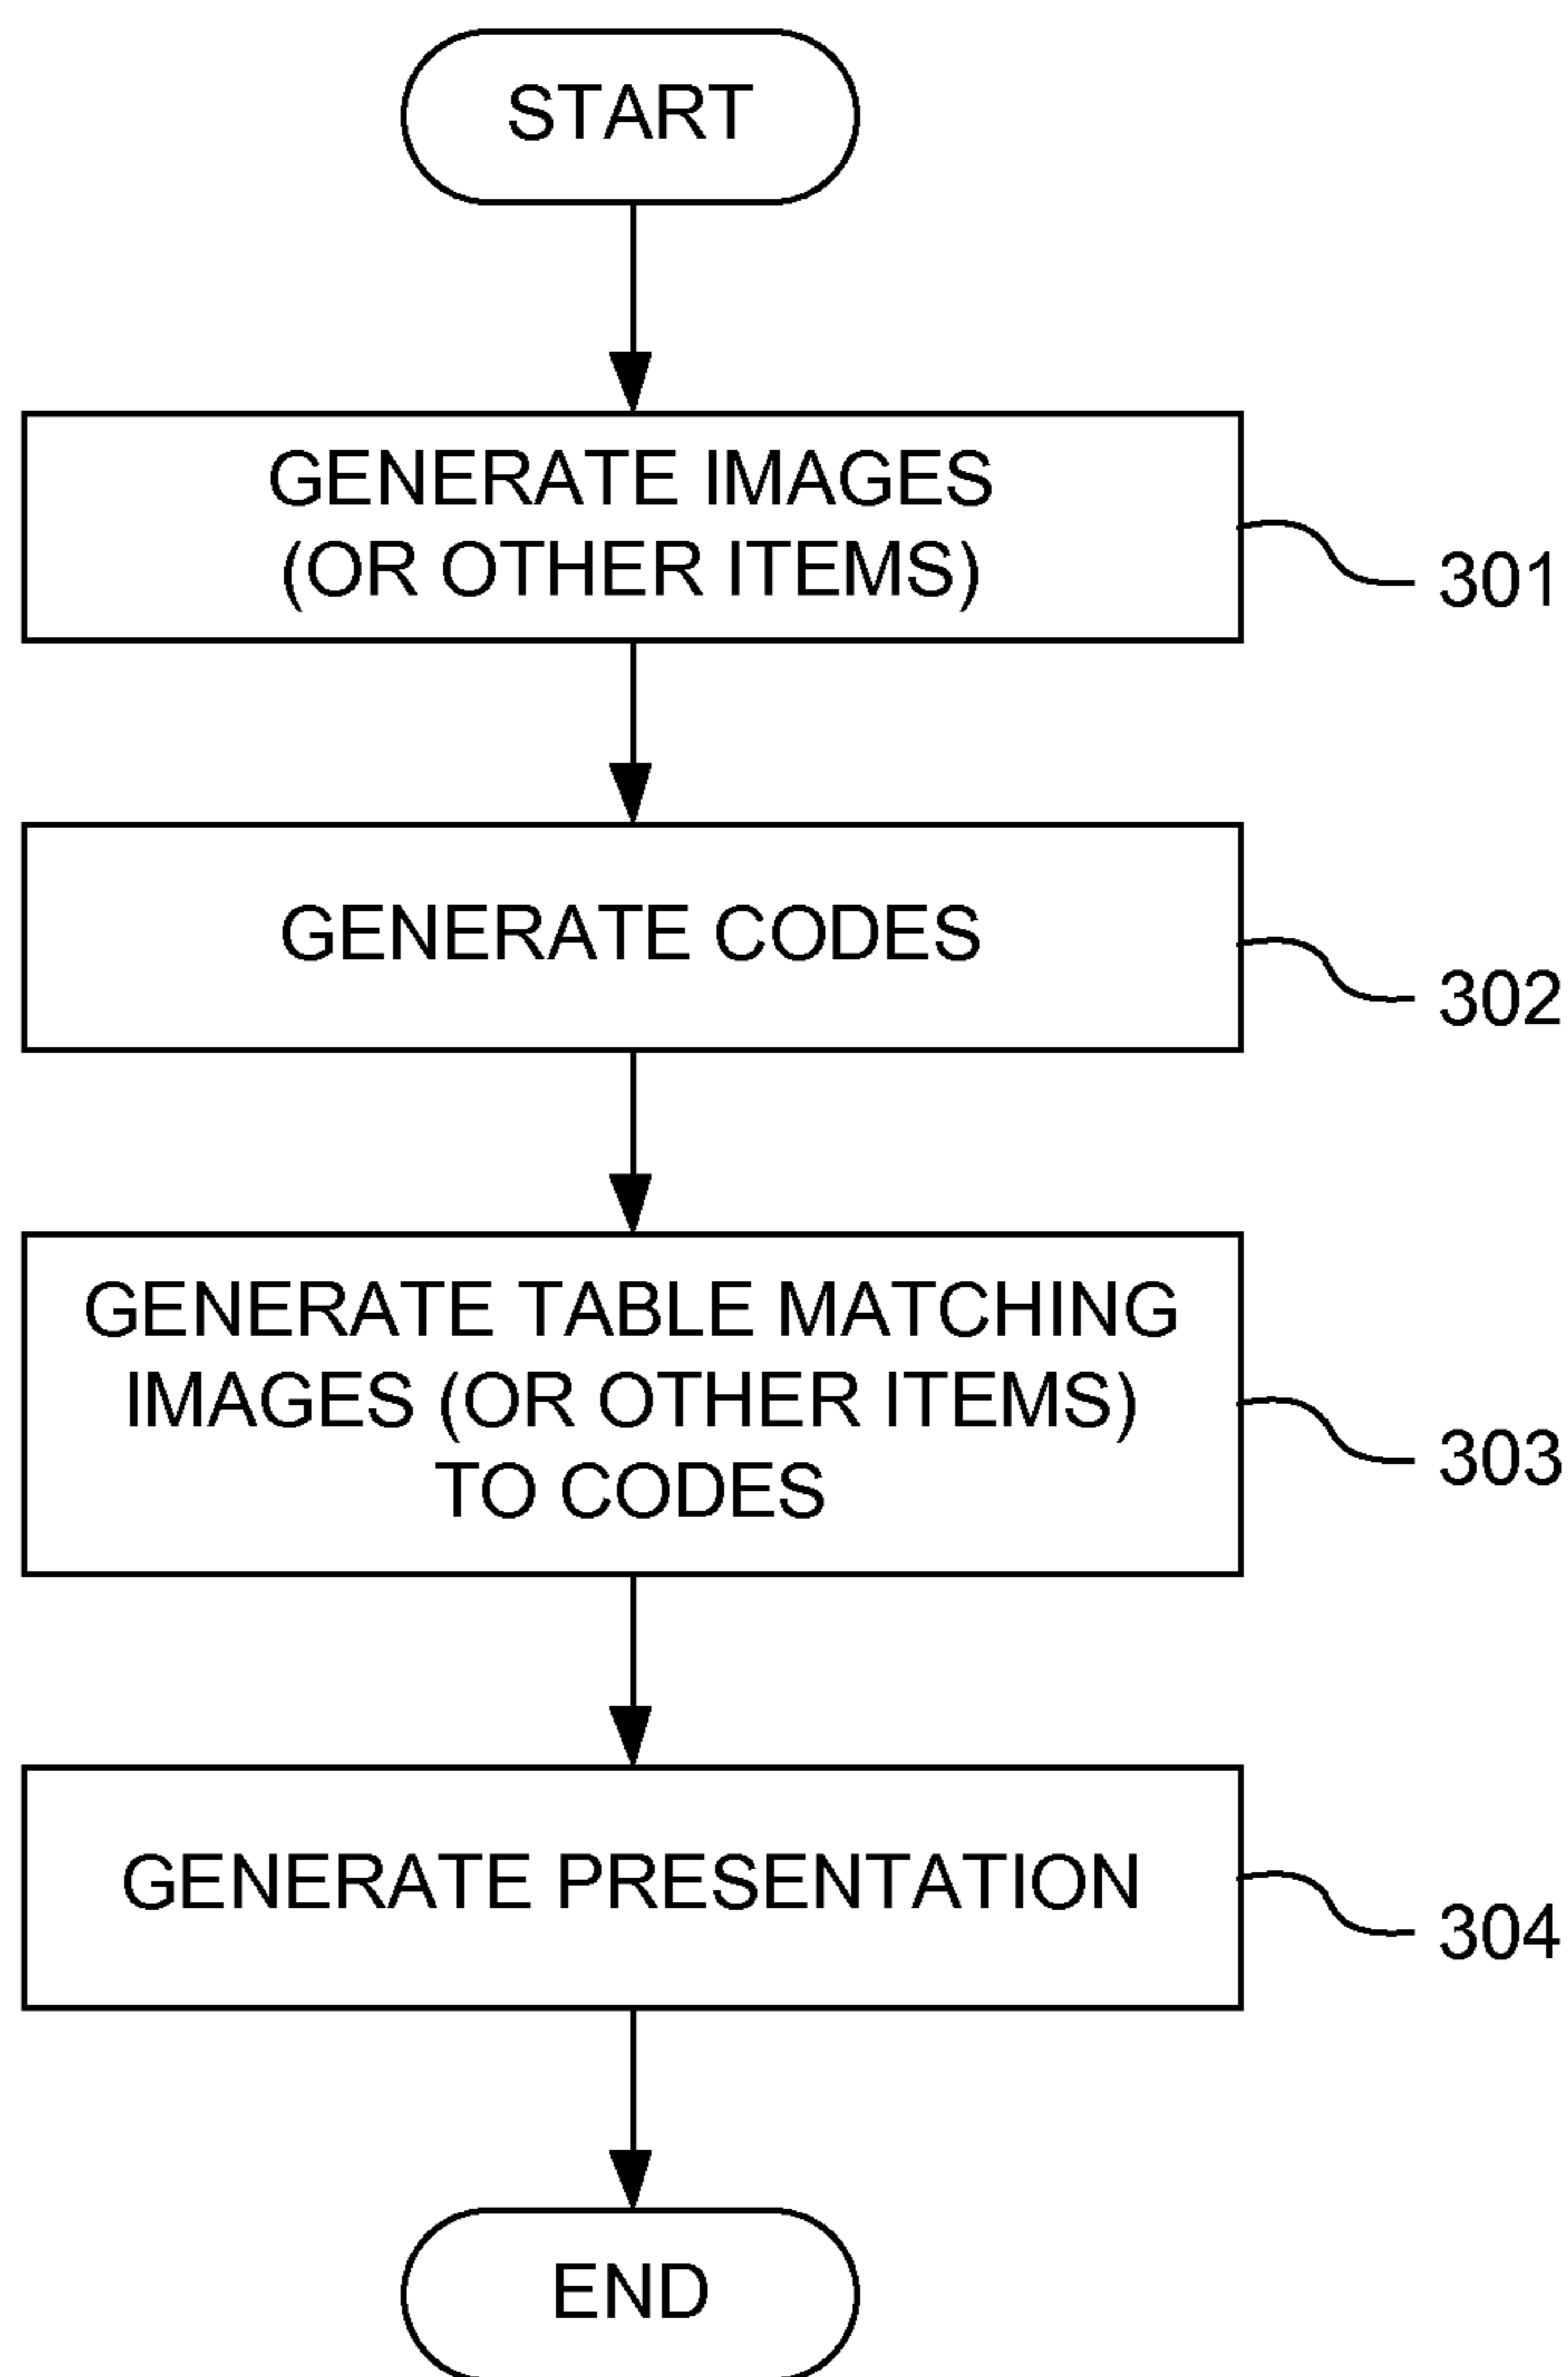 START
GENERATE IMAGES
(OR OTHER ITEMS)
301
GENERATE CODES
302
GENERATE TABLE MATCHING
IMAGES (OR OTHER ITEMS)
TO CODES
303
GENERATE PRESENTATION
304
END